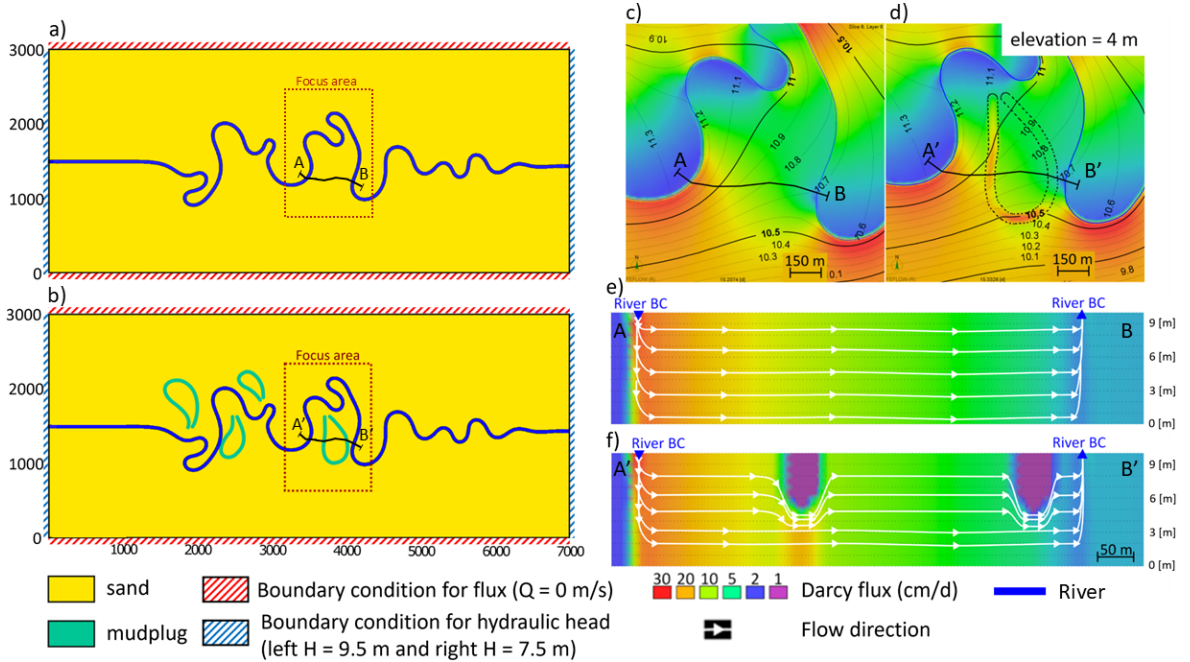 a)
3000
2000
1000
0
Focus area
A
B
b)
3000
2000
1000
0
1000
2000
3000
4000
5000
6000
7000
Focus area
A'
B'
c)
10.9
11.1
11
11.2
11.3
10.9
10.8
10.7
10.6
10.5
10.5
10.4
10.3
0.1
A
B
150 m
d)
elevation = 4 m
11.1
11
11.2
11.3
10.9
10.8
10.7
10.6
10.5
10.4
10.3
10.2
10.1
9.8
A'
B'
150 m
e)
River BC
River BC
A
B
9 [m]
6 [m]
3 [m]
0 [m]
f)
River BC
River BC
A'
B'
9 [m]
6 [m]
3 [m]
0 [m]
50 m
sand
mudplug
Boundary condition for flux (Q = 0 m/s)
Boundary condition for hydraulic head
(left H = 9.5 m and right H = 7.5 m)
30 20 10 5 2 1
Darcy flux (cm/d)
River
Flow direction